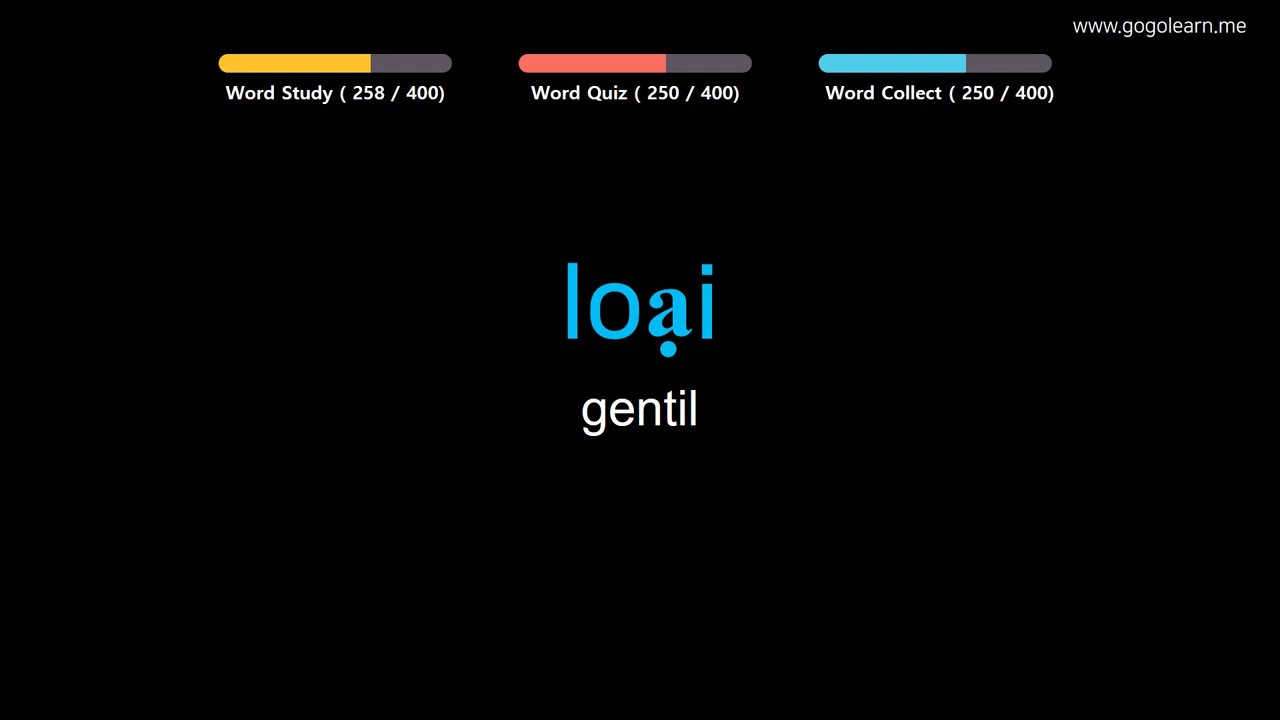 www.gogolearn.me
Word Study ( 258 / 400)
Word Quiz ( 250 / 400)
Word Collect ( 250 / 400)
loại
gentil